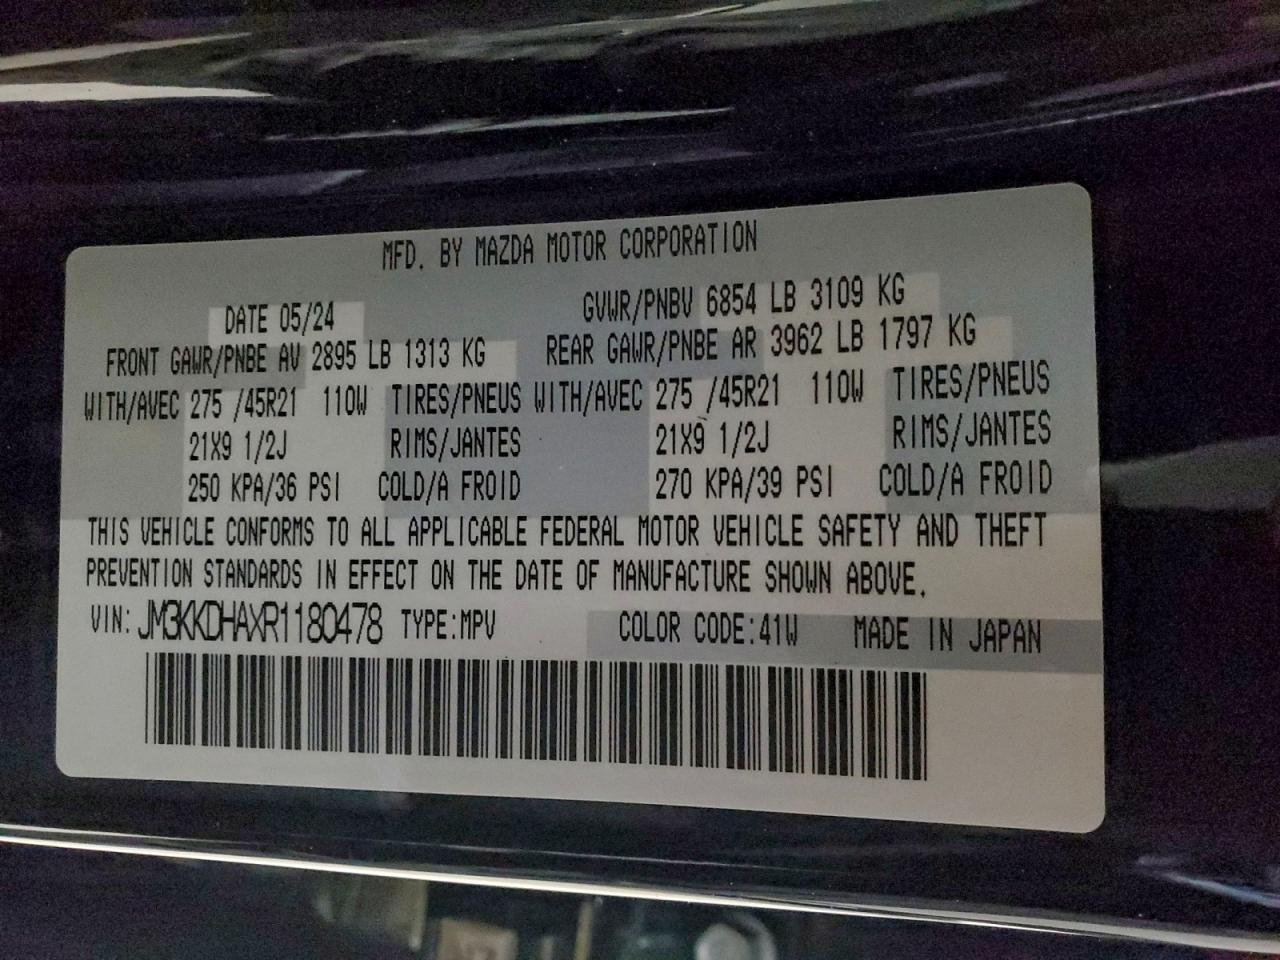 MFD. BY MAZDA MOTOR CORPORATION
DATE 05/24 GVWR/PNBV 6854 LB 3109 KG
FRONT GAWR/PNBE AV 2895 LB 1313 KG REAR GAWR/PNBE AR 3962 LB 1797 KG
WITH/AVEC 275 /45R21 110W TIRES/PNEUS WITH/AVEC 275 /45R21 110W TIRES/PNEUS
21X9 1/2J RIMS/JANTES 21X9 1/2J RIMS/JANTES
250 KPA/36 PSI COLD/A FROID 270 KPA/39 PSI COLD/A FROID
THIS VEHICLE CONFORMS TO ALL APPLICABLE FEDERAL MOTOR VEHICLE SAFETY AND THEFT
PREVENTION STANDARDS IN EFFECT ON THE DATE OF MANUFACTURE SHOWN ABOVE.
VIN: JM3KKDHAXR1180478 TYPE:MPV COLOR CODE:41W MADE IN JAPAN